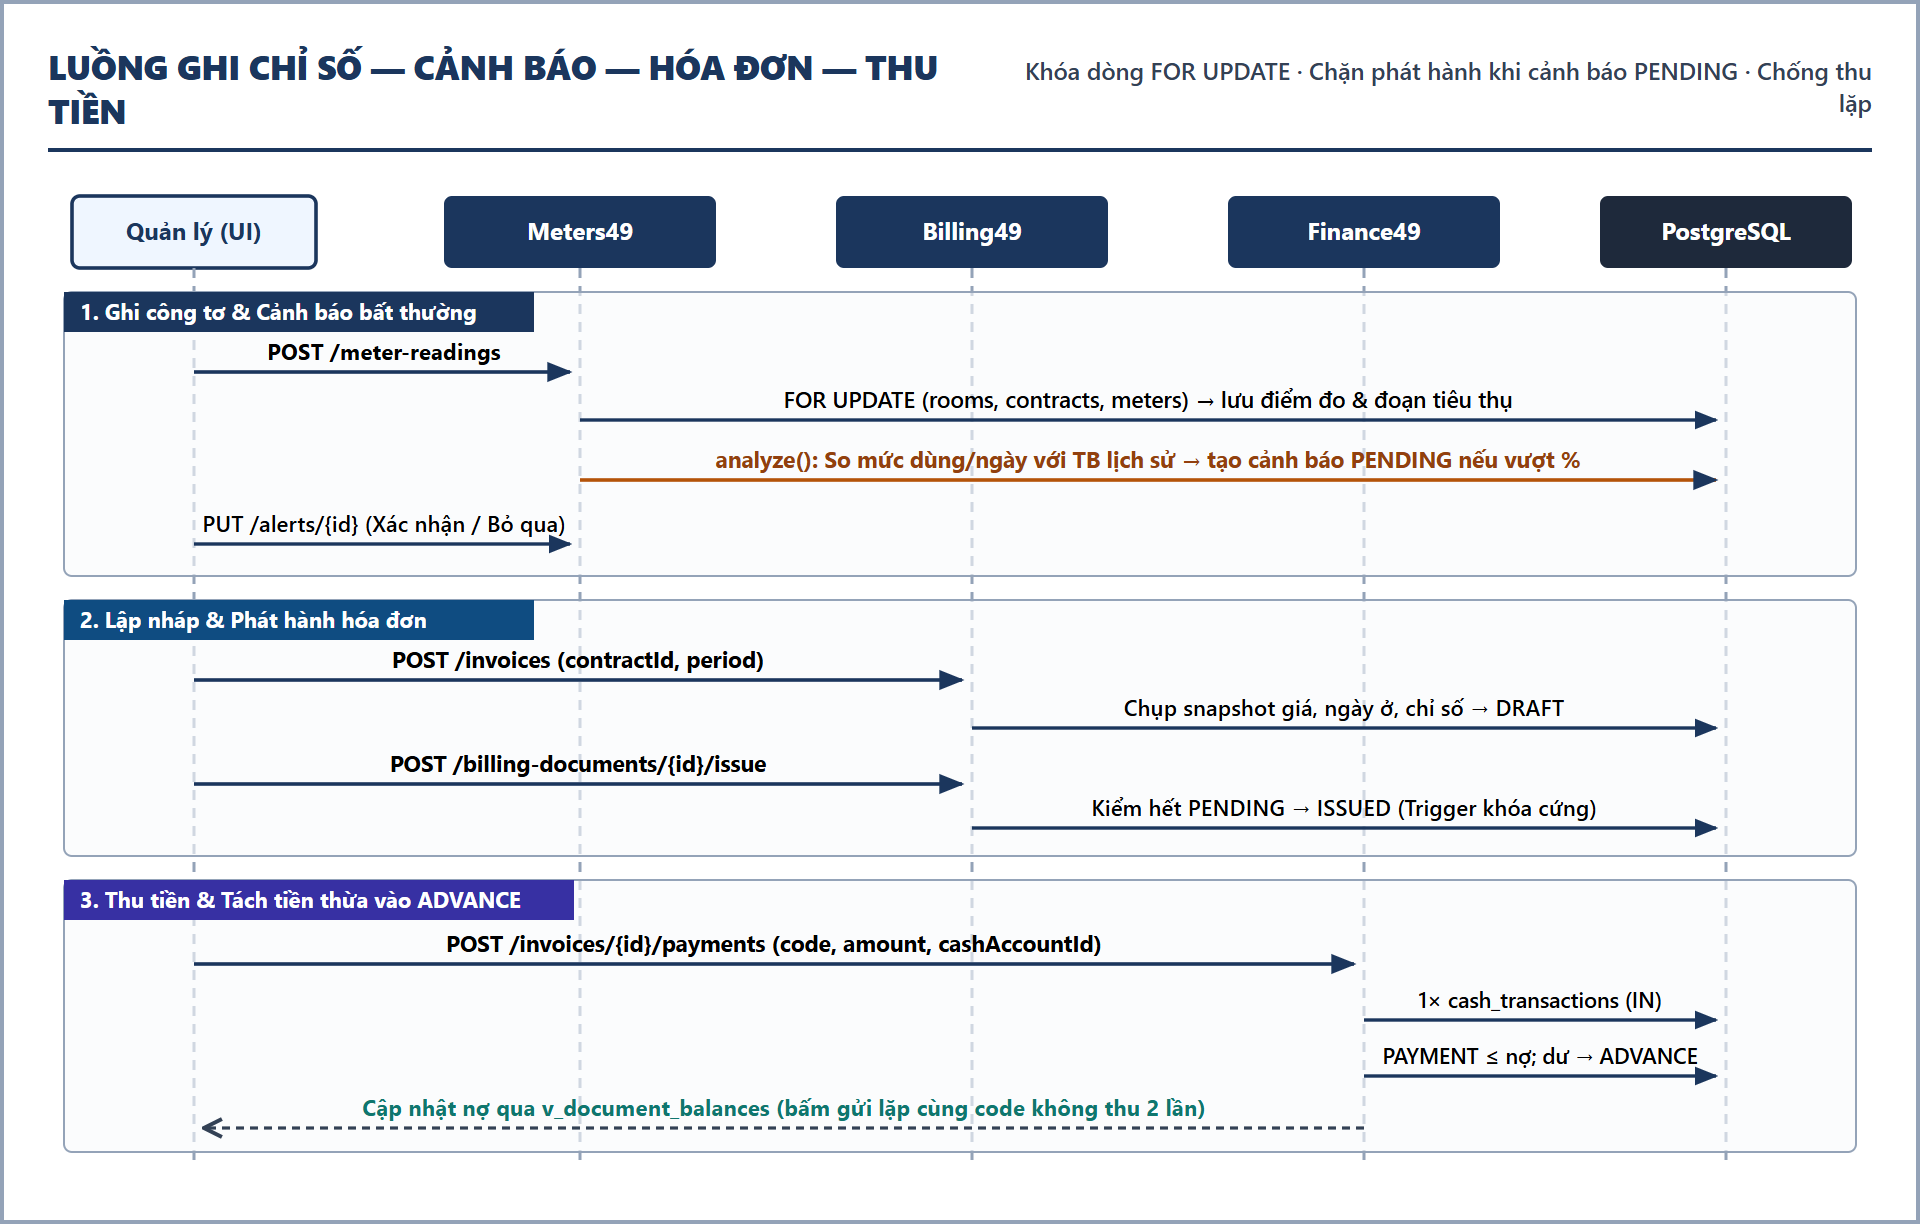 LUỒNG GHI CHỈ SỐ — CẢNH BÁO — HÓA ĐƠN — THU
TIỀN
Khóa dòng FOR UPDATE · Chặn phát hành khi cảnh báo PENDING · Chống thu
lặp
Quản lý (UI)
Meters49
Billing49
Finance49
PostgreSQL
1. Ghi công tơ & Cảnh báo bất thường
POST /meter-readings
FOR UPDATE (rooms, contracts, meters) → lưu điểm đo & đoạn tiêu thụ
analyze(): So mức dùng/ngày với TB lịch sử → tạo cảnh báo PENDING nếu vượt %
PUT /alerts/{id} (Xác nhận / Bỏ qua)
2. Lập nháp & Phát hành hóa đơn
POST /invoices (contractId, period)
Chụp snapshot giá, ngày ở, chỉ số → DRAFT
POST /billing-documents/{id}/issue
Kiểm hết PENDING → ISSUED (Trigger khóa cứng)
3. Thu tiền & Tách tiền thừa vào ADVANCE
POST /invoices/{id}/payments (code, amount, cashAccountId)
1× cash_transactions (IN)
PAYMENT ≤ nợ; dư → ADVANCE
Cập nhật nợ qua v_document_balances (bấm gửi lặp cùng code không thu 2 lần)